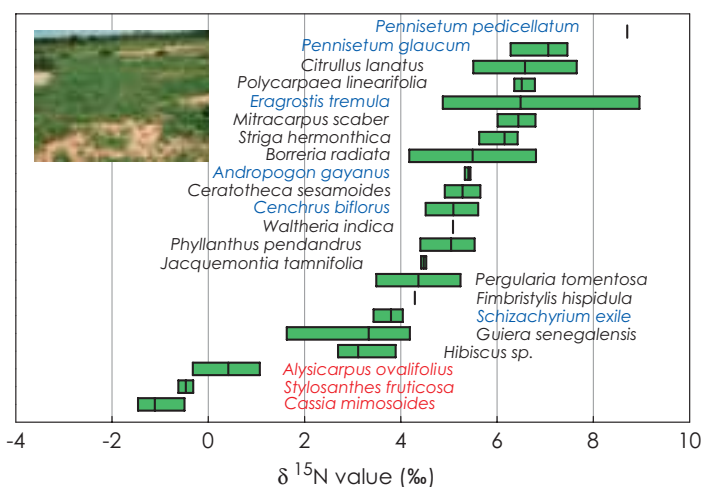 Pennisetum pedicellatum
Pennisetum glaucum
Citrullus lanatus
Polycarpaea linearifolia
Eragrostis tremula
Mitracarpus scaber
Striga hermonthica
Borreria radiata
Andropogon gayanus
Ceratotheca sesamoides
Cenchrus biflorus
Waltheria indica
Phyllanthus pendandrus
Jacquemontia tamnifolia
Pergularia tomentosa
Fimbristylis hispidula
Schizachyrium exile
Guiera senegalensis
Hibiscus sp.
Alysicarpus ovalifolius
Stylosanthes fruticosa
Cassia mimosoides
-4 -2 0 2 4 6 8 10
δ ¹⁵N value (‰)